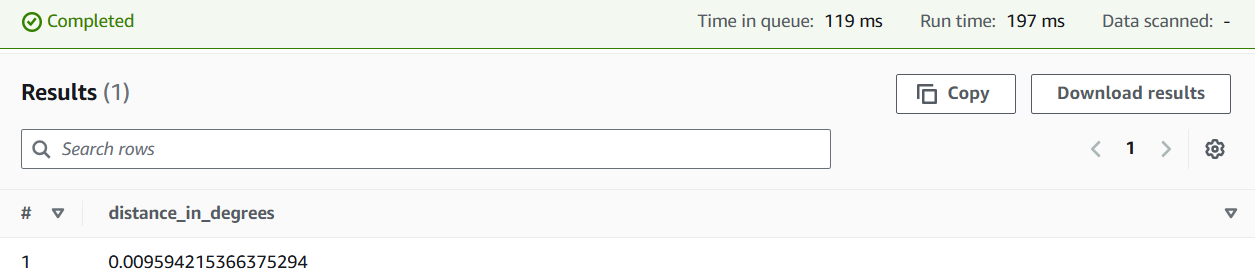 Completed Time in queue: 119 ms Run time: 197 ms Data scanned: -
Results (1) Copy Download results
Search rows 1
# distance_in_degrees
1 0.009594215366375294